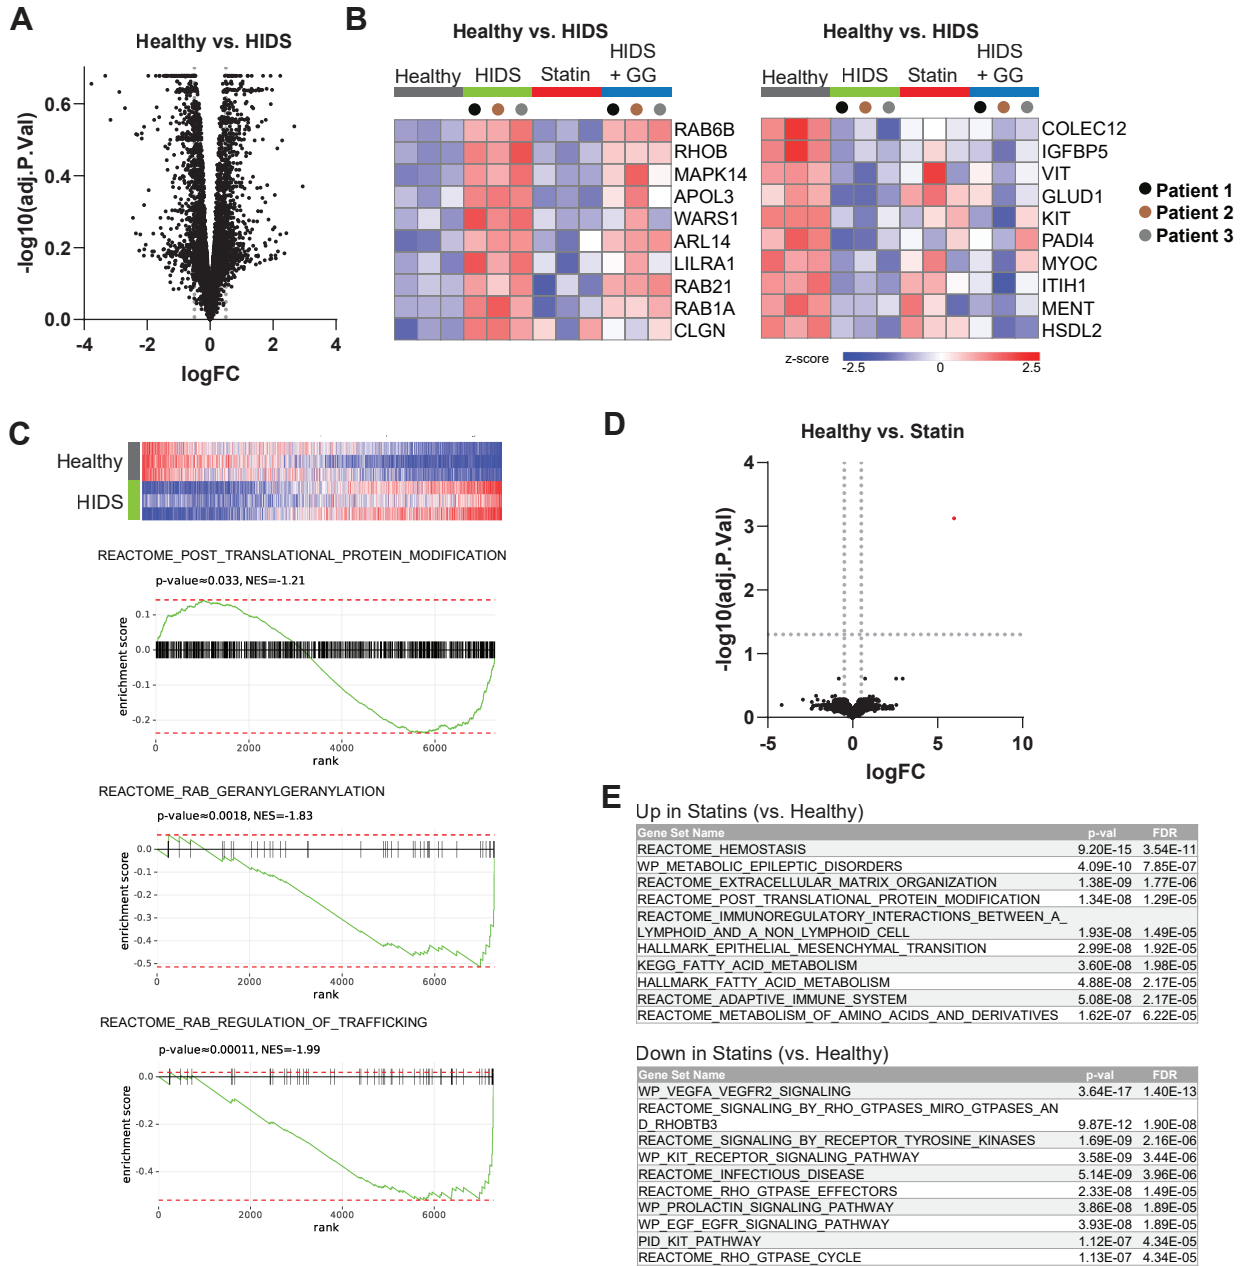 A
Healthy vs. HIDS
-log10(adj.P.Val)
0.6
0.4
0.2
0.0
-4
-2
0
2
4
logFC
B
Healthy vs. HIDS
Healthy
HIDS
Statin
HIDS
+ GG
RAB6B
RHOB
MAPK14
APOL3
WARS1
ARL14
LILRA1
RAB21
RAB1A
CLGN
Healthy vs. HIDS
Healthy
HIDS
Statin
HIDS
+ GG
COLEC12
IGFBP5
VIT
GLUD1
KIT
PADI4
MYOC
ITIH1
MENT
HSDL2
z-score
-2.5
0
2.5
Patient 1
Patient 2
Patient 3
C
Healthy
HIDS
REACTOME_POST_TRANSLATIONAL_PROTEIN_MODIFICATION
p-value≈0.033, NES=-1.21
enrichment score
0.1
0.0
-0.1
-0.2
0
2000
4000
6000
rank
REACTOME_RAB_GERANYLGERANYLATION
p-value≈0.0018, NES=-1.83
enrichment score
0.0
-0.1
-0.2
-0.3
-0.4
-0.5
0
2000
4000
6000
rank
REACTOME_RAB_REGULATION_OF_TRAFFICKING
p-value≈0.00011, NES=-1.99
enrichment score
0.0
-0.2
-0.4
0
2000
4000
6000
rank
D
Healthy vs. Statin
-log10(adj.P.Val)
4
3
2
1
0
-5
0
5
10
logFC
E
Up in Statins (vs. Healthy)
Gene Set Name p-val FDR
REACTOME_HEMOSTASIS 9.20E-15 3.54E-11
WP_METABOLIC_EPILEPTIC_DISORDERS 4.09E-10 7.85E-07
REACTOME_EXTRACELLULAR_MATRIX_ORGANIZATION 1.38E-09 1.77E-06
REACTOME_POST_TRANSLATIONAL_PROTEIN_MODIFICATION 1.34E-08 1.29E-05
REACTOME_IMMUNOREGULATORY_INTERACTIONS_BETWEEN_A_
LYMPHOID_AND_A_NON_LYMPHOID_CELL 1.93E-08 1.49E-05
HALLMARK_EPITHELIAL_MESENCHYMAL_TRANSITION 2.99E-08 1.92E-05
KEGG_FATTY_ACID_METABOLISM 3.60E-08 1.98E-05
HALLMARK_FATTY_ACID_METABOLISM 4.88E-08 2.17E-05
REACTOME_ADAPTIVE_IMMUNE_SYSTEM 5.08E-08 2.17E-05
REACTOME_METABOLISM_OF_AMINO_ACIDS_AND_DERIVATIVES 1.62E-07 6.22E-05
Down in Statins (vs. Healthy)
Gene Set Name p-val FDR
WP_VEGFA_VEGFR2_SIGNALING 3.64E-17 1.40E-13
REACTOME_SIGNALING_BY_RHO_GTPASES_MIRO_GTPASES_AN
D_RHOBTB3 9.87E-12 1.90E-08
REACTOME_SIGNALING_BY_RECEPTOR_TYROSINE_KINASES 1.69E-09 2.16E-06
WP_KIT_RECEPTOR_SIGNALING_PATHWAY 3.58E-09 3.44E-06
REACTOME_INFECTIOUS_DISEASE 5.14E-09 3.96E-06
REACTOME_RHO_GTPASE_EFFECTORS 2.33E-08 1.49E-05
WP_PROLACTIN_SIGNALING_PATHWAY 3.86E-08 1.89E-05
WP_EGF_EGFR_SIGNALING_PATHWAY 3.93E-08 1.89E-05
PID_KIT_PATHWAY 1.12E-07 4.34E-05
REACTOME_RHO_GTPASE_CYCLE 1.13E-07 4.34E-05